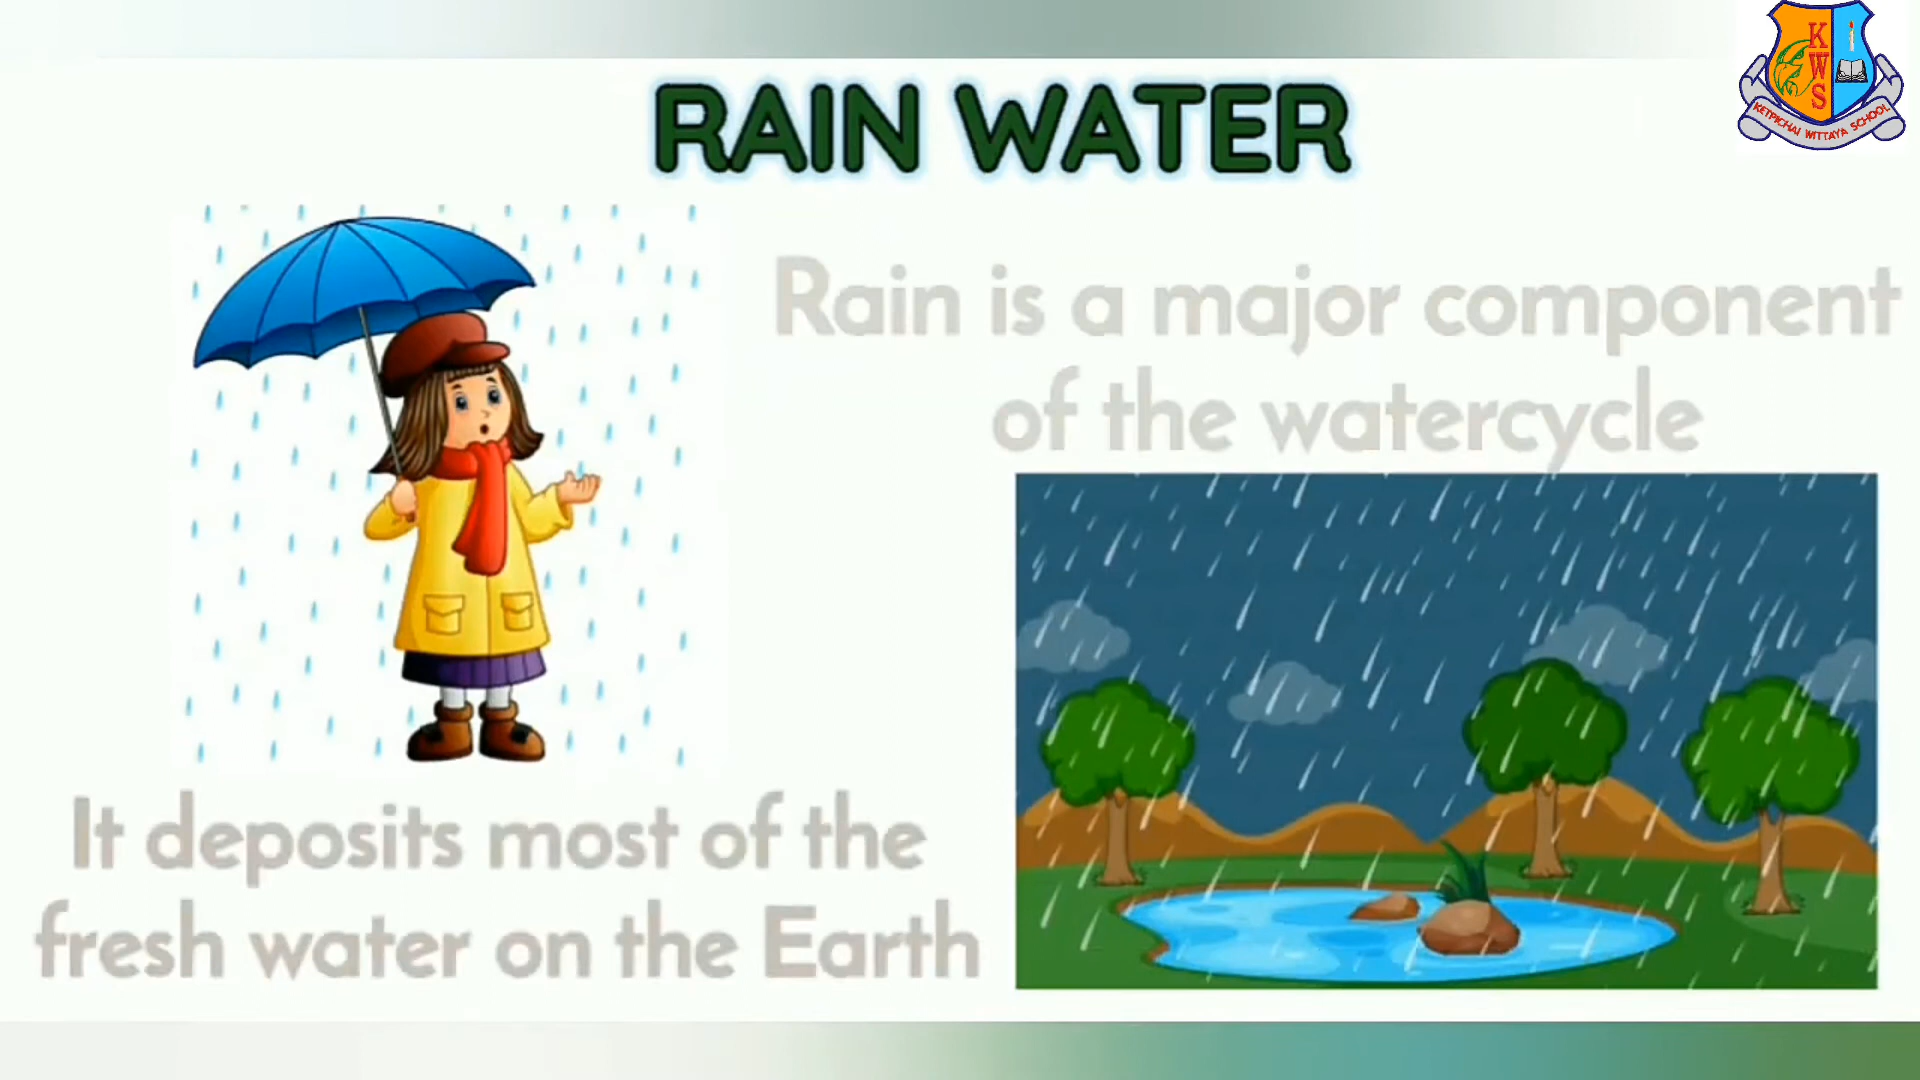 RAIN WATER
K
W
S
KETPICHAI WITTAYA SCHOOL
Rain is a major component
of the watercycle
It deposits most of the
fresh water on the Earth